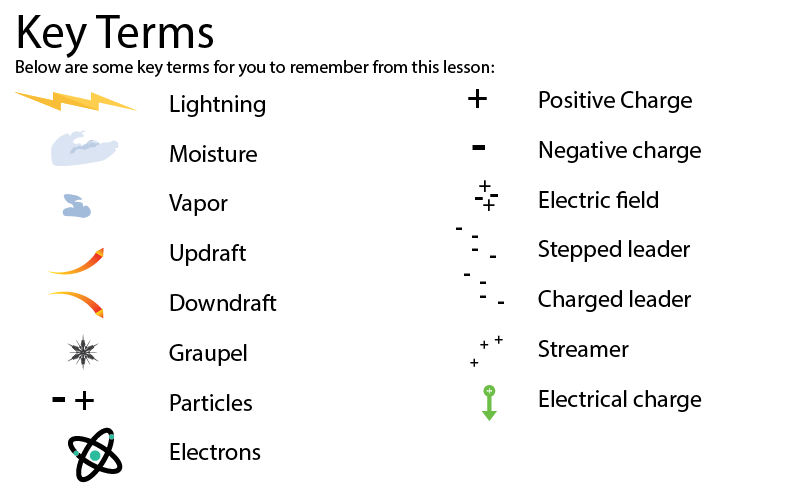 Key Terms
Below are some key terms for you to remember from this lesson:
Lightning
Moisture
Vapor
Updraft
Downdraft
Graupel
- + Particles
Electrons
+ Positive Charge
- Negative charge
Electric field
Stepped leader
Charged leader
Streamer
Electrical charge